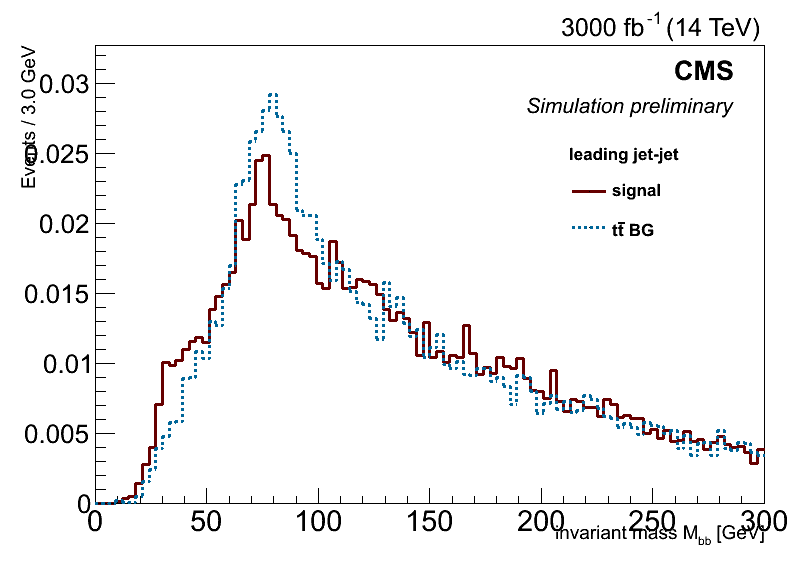 3000 fb⁻¹ (14 TeV)
CMS
Simulation preliminary
leading jet-jet
signal
tt̄ BG
Events / 3.0 GeV
0.03
0.025
0.02
0.015
0.01
0.005
0
0 50 100 150 200 250 300
invariant mass M_bb [GeV]